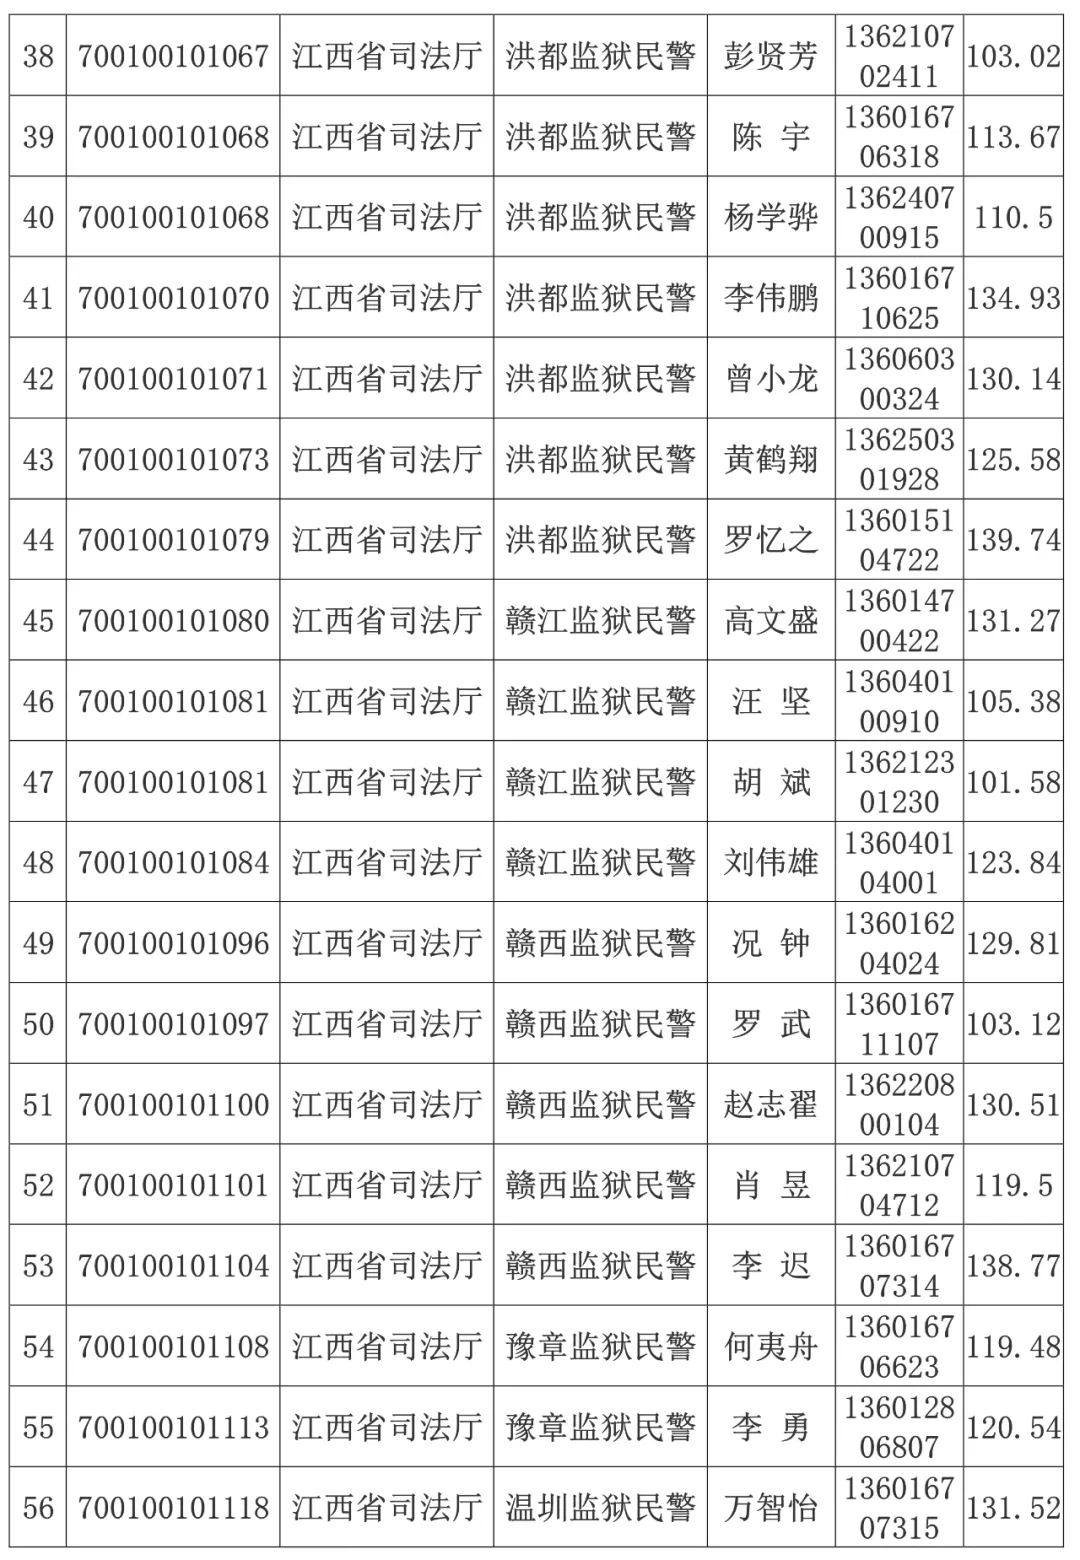 38 700100101067 江西省司法厅 洪都监狱民警 彭贤芳 1362107 103.02
02411
39 700100101068 江西省司法厅 洪都监狱民警 陈 宇 1360167 113.67
06318
40 700100101068 江西省司法厅 洪都监狱民警 杨学骅 1362407 110.5
00915
41 700100101070 江西省司法厅 洪都监狱民警 李伟鹏 1360167 134.93
10625
42 700100101071 江西省司法厅 洪都监狱民警 曾小龙 1360603 130.14
00324
43 700100101073 江西省司法厅 洪都监狱民警 黄鹤翔 1362503 125.58
01928
44 700100101079 江西省司法厅 洪都监狱民警 罗忆之 1360151 139.74
04722
45 700100101080 江西省司法厅 赣江监狱民警 高文盛 1360147 131.27
00422
46 700100101081 江西省司法厅 赣江监狱民警 汪 坚 1360401 105.38
00910
47 700100101081 江西省司法厅 赣江监狱民警 胡 斌 1362123 101.58
01230
48 700100101084 江西省司法厅 赣江监狱民警 刘伟雄 1360401 123.84
04001
49 700100101096 江西省司法厅 赣西监狱民警 况 钟 1360162 129.81
04024
50 700100101097 江西省司法厅 赣西监狱民警 罗 武 1360167 103.12
11107
51 700100101100 江西省司法厅 赣西监狱民警 赵志翟 1362208 130.51
00104
52 700100101101 江西省司法厅 赣西监狱民警 肖 昱 1362107 119.5
04712
53 700100101104 江西省司法厅 赣西监狱民警 李 迟 1360167 138.77
07314
54 700100101108 江西省司法厅 豫章监狱民警 何夷舟 1360167 119.48
06623
55 700100101113 江西省司法厅 豫章监狱民警 李 勇 1360128 120.54
06807
56 700100101118 江西省司法厅 温圳监狱民警 万智怡 1360167 131.52
07315